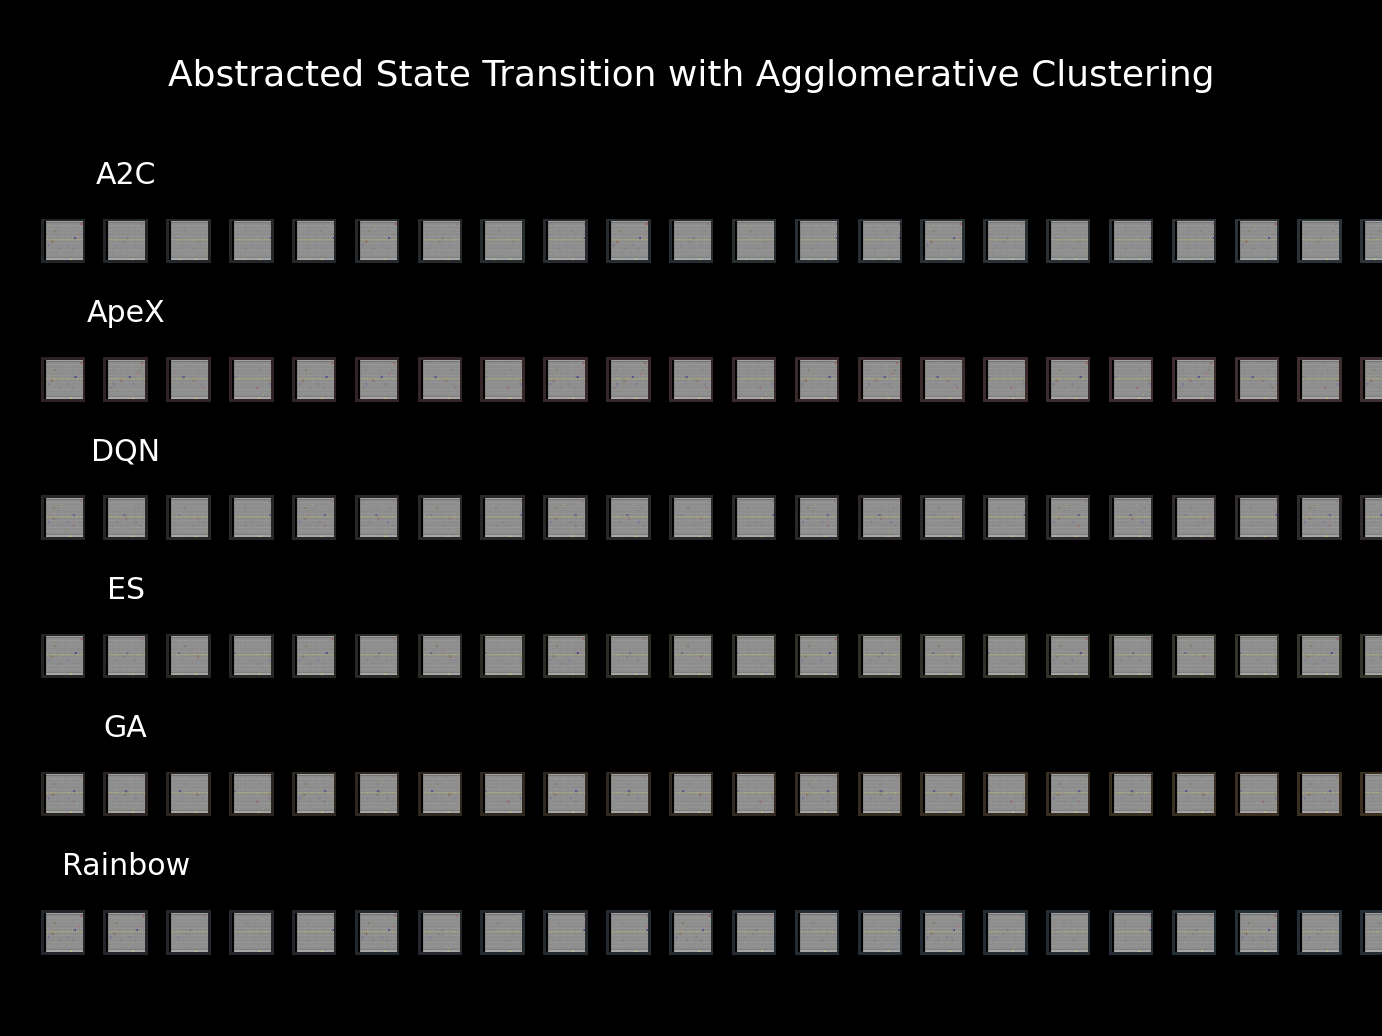 Abstracted State Transition with Agglomerative Clustering
A2C
ApeX
DQN
ES
GA
Rainbow